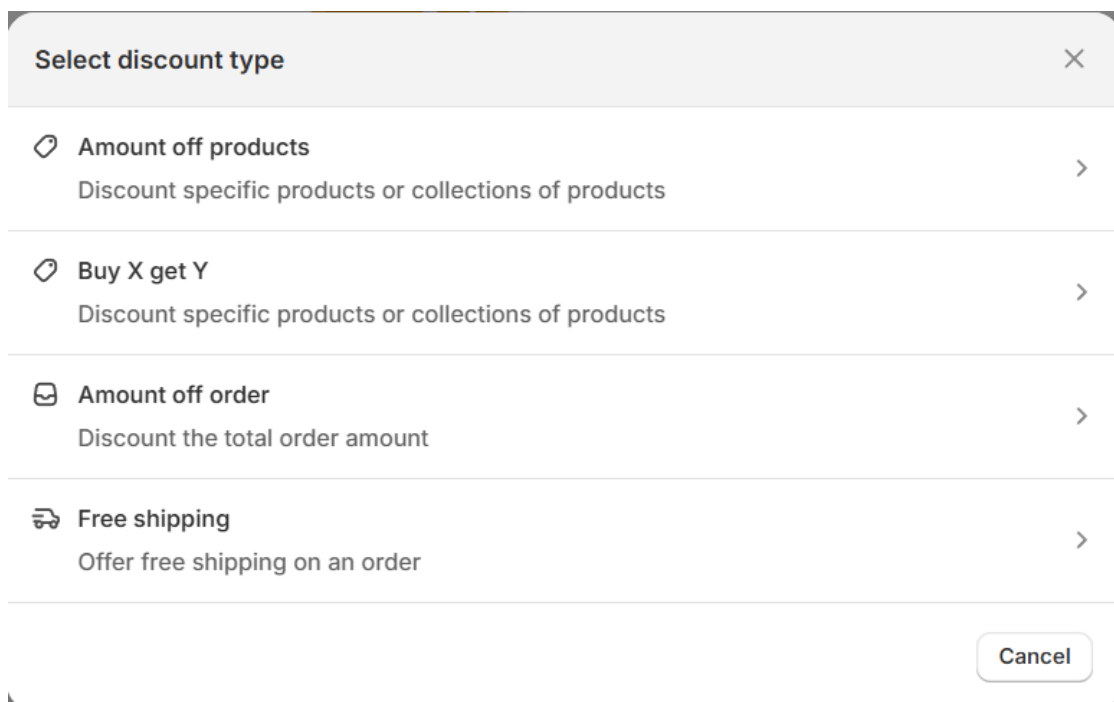 Select discount type
Amount off products
Discount specific products or collections of products
Buy X get Y
Discount specific products or collections of products
Amount off order
Discount the total order amount
Free shipping
Offer free shipping on an order
Cancel